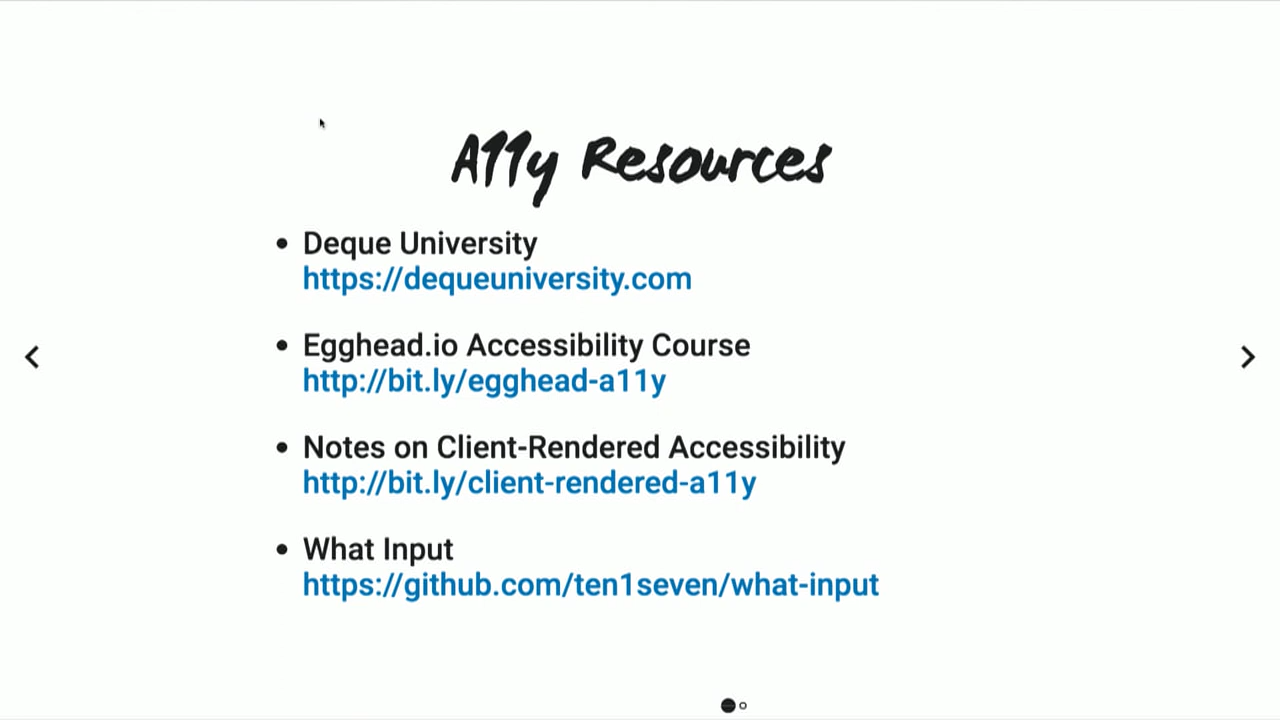 A11y Resources
Deque University
https://dequeuniversity.com
Egghead.io Accessibility Course
http://bit.ly/egghead-a11y
Notes on Client-Rendered Accessibility
http://bit.ly/client-rendered-a11y
What Input
https://github.com/ten1seven/what-input